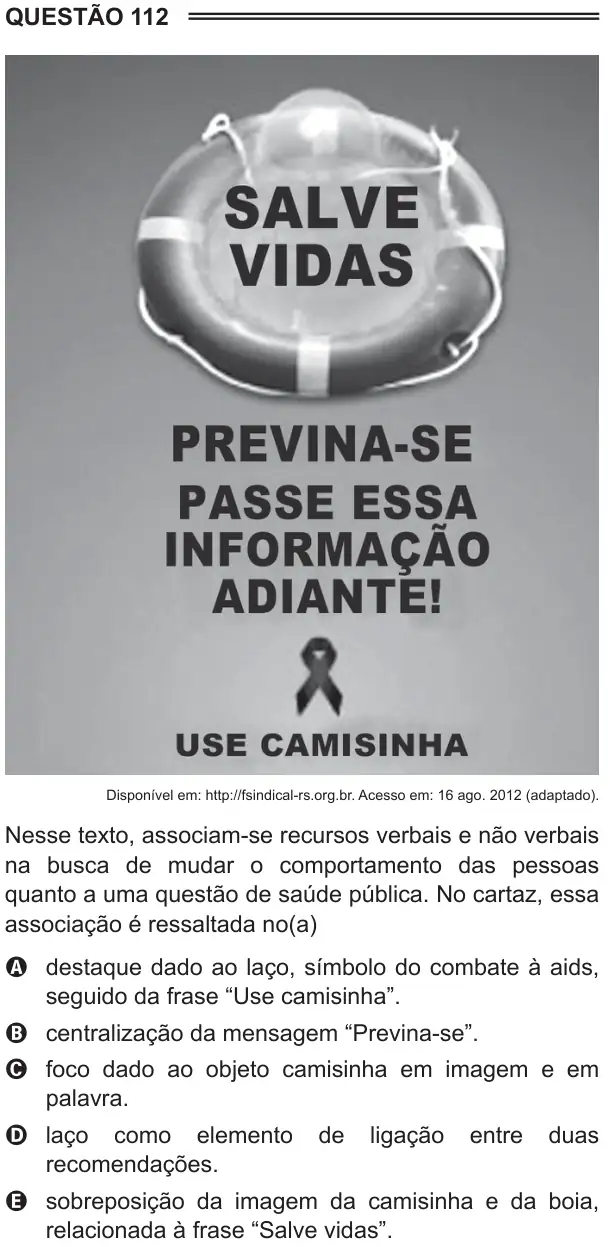 QUESTÃO 112
SALVE
VIDAS
PREVINA-SE
PASSE ESSA
INFORMAÇÃO
ADIANTE!
USE CAMISINHA
Disponível em: http://fsindical-rs.org.br. Acesso em: 16 ago. 2012 (adaptado).
Nesse texto, associam-se recursos verbais e não verbais
na busca de mudar o comportamento das pessoas
quanto a uma questão de saúde pública. No cartaz, essa
associação é ressaltada no(a)
A destaque dado ao laço, símbolo do combate à aids,
seguido da frase “Use camisinha”.
B centralização da mensagem “Previna-se”.
C foco dado ao objeto camisinha em imagem e em
palavra.
D laço como elemento de ligação entre duas
recomendações.
E sobreposição da imagem da camisinha e da boia,
relacionada à frase “Salve vidas”.